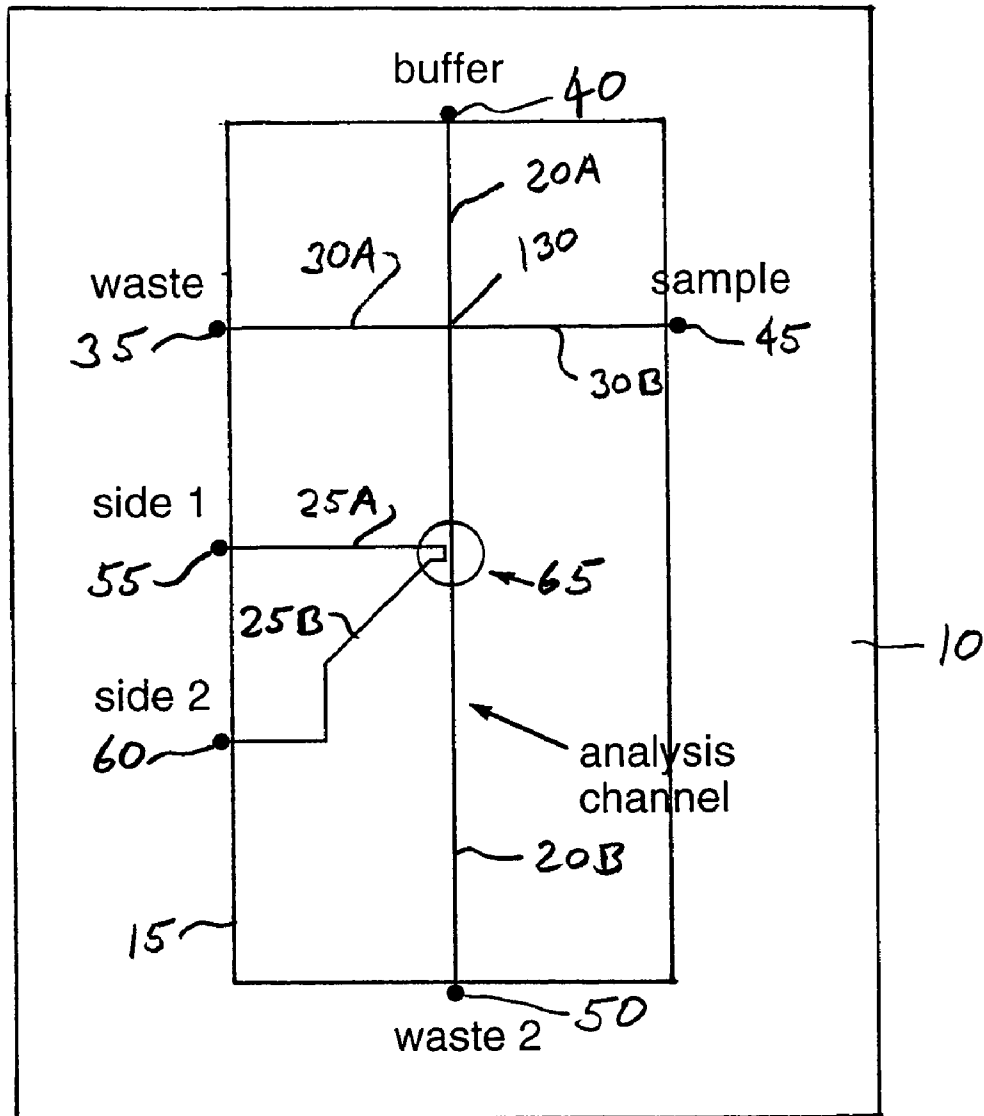 buffer
40
20A
30A
130
waste
sample
35
45
30B
side 1
25A
55
65
25B
10
side 2
60
analysis
channel
20B
15
50
waste 2